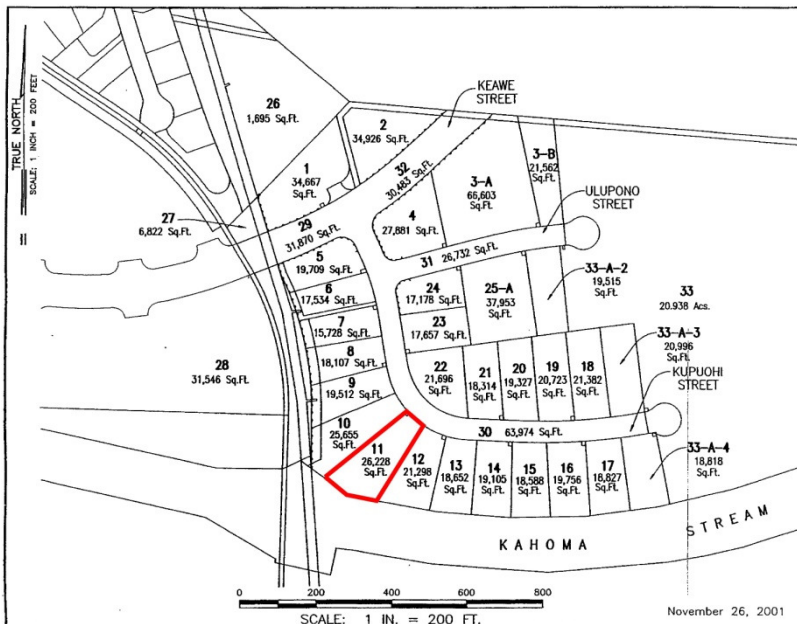 TRUE NORTH
SCALE: 1 INCH = 200 FEET
KEAWE
STREET
26
1,695 Sq.Ft.
2
34,926 Sq.Ft.
1
34,667
Sq.Ft.
32
30,483 Sq.Ft.
3-A
66,603
Sq.Ft.
3-B
21,562
Sq.Ft.
ULUPONO
STREET
27
6,822 Sq.Ft.
29
31,870 Sq.Ft.
4
27,881 Sq.Ft.
31 26,732 Sq.Ft.
5
19,709 Sq.Ft.
6
17,534 Sq.Ft.
24
17,178 Sq.Ft.
25-A
37,953
Sq.Ft.
33-A-2
19,515
Sq.Ft.
33
20.938 Acs.
7
15,728 Sq.Ft.
23
17,657 Sq.Ft.
8
18,107 Sq.Ft.
33-A-3
20,996
Sq.Ft.
28
31,546 Sq.Ft.
9
19,512 Sq.Ft.
22
21,696
Sq.Ft.
21
18,314
Sq.Ft.
20
19,327
Sq.Ft.
19
20,723
Sq.Ft.
18
21,382
Sq.Ft.
KUPUOHI
STREET
10
25,655
Sq.Ft.
30 63,974 Sq.Ft.
11
26,228
Sq.Ft.
12
21,298
Sq.Ft.
13
18,652
Sq.Ft.
14
19,105
Sq.Ft.
15
18,588
Sq.Ft.
16
19,756
Sq.Ft.
17
18,827
Sq.Ft.
33-A-4
18,818
Sq.Ft.
KAHOMA STREAM
0 200 400 600 800
SCALE: 1 IN. = 200 FT.
November 26, 2001